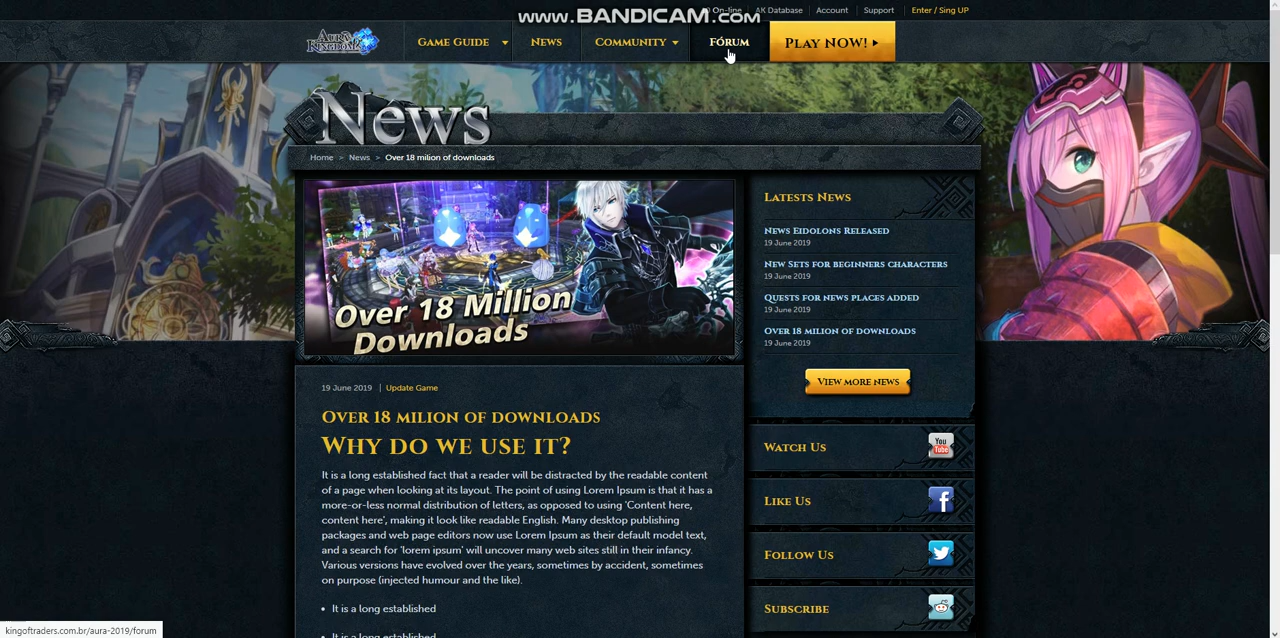 www.BANDICAM.com
On-line
AK Database
Account
Support
Enter / Sing UP
Aura Kingdom
Game Guide
News
Community
Fórum
Play NOW!
News
Home > News > Over 18 milion of downloads
Over 18 Million
Downloads
19 June 2019 | Update Game
Over 18 milion of downloads
Why do we use it?
It is a long established fact that a reader will be distracted by the readable content
of a page when looking at its layout. The point of using Lorem Ipsum is that it has a
more-or-less normal distribution of letters, as opposed to using 'Content here,
content here', making it look like readable English. Many desktop publishing
packages and web page editors now use Lorem Ipsum as their default model text,
and a search for 'lorem ipsum' will uncover many web sites still in their infancy.
Various versions have evolved over the years, sometimes by accident, sometimes
on purpose (injected humour and the like).
• It is a long established
• It is a long established
Latests News
News Eidolons Released
19 June 2019
New Sets for beginners characters
19 June 2019
Quests for news places added
19 June 2019
Over 18 milion of downloads
19 June 2019
View more news
Watch Us
You
Tube
Like Us
f
Follow Us
Subscribe
kingoftraders.com.br/aura-2019/forum